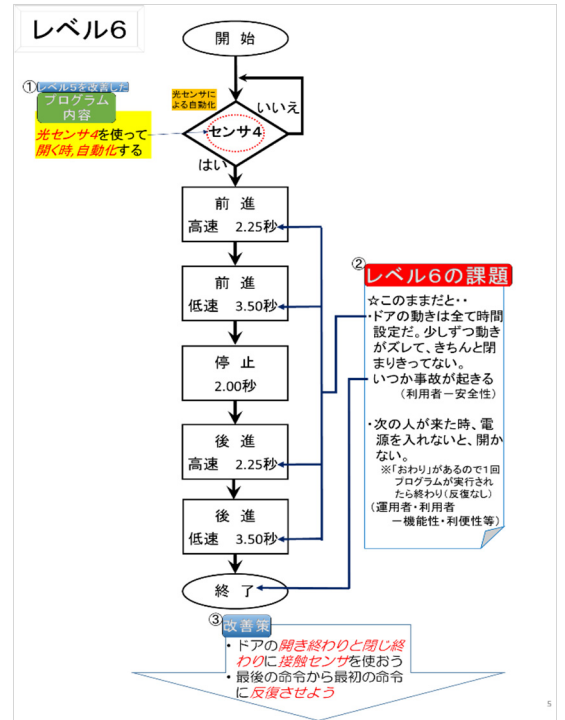 レベル６
開　始
①レベル５を改善した
プログラム
内容
光センサ4を使って
開く時,自動化する
光センサに
よる自動化
いいえ
センサ4
はい
前　進
高速　2.25秒
前　進
低速　3.50秒
停　止
2.00秒
後　進
高速　2.25秒
後　進
低速　3.50秒
終　了
②
レベル６の課題
☆このままだと・・
・ドアの動きは全て時間
設定だ。少しずつ動き
がズレて、きちんと閉
まりきってない。
いつか事故が起きる
（利用者－安全性）
・次の人が来た時、電
源を入れないと、開か
ない。
※「おわり」があるので１回
プログラムが実行され
たら終わり（反復なし）
（運用者・利用者
－機能性・利便性等）
③
改善策
• ドアの開き終わりと閉じ終
わりに接触センサを使おう
• 最後の命令から最初の命令
に反復させよう
5